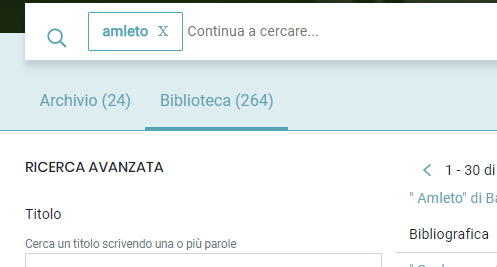 amleto X Continua a cercare...
Archivio (24) Biblioteca (264)
RICERCA AVANZATA
1 - 30 di
" Amleto" di
Titolo
Bibliografica
Cerca un titolo scrivendo una o più parole